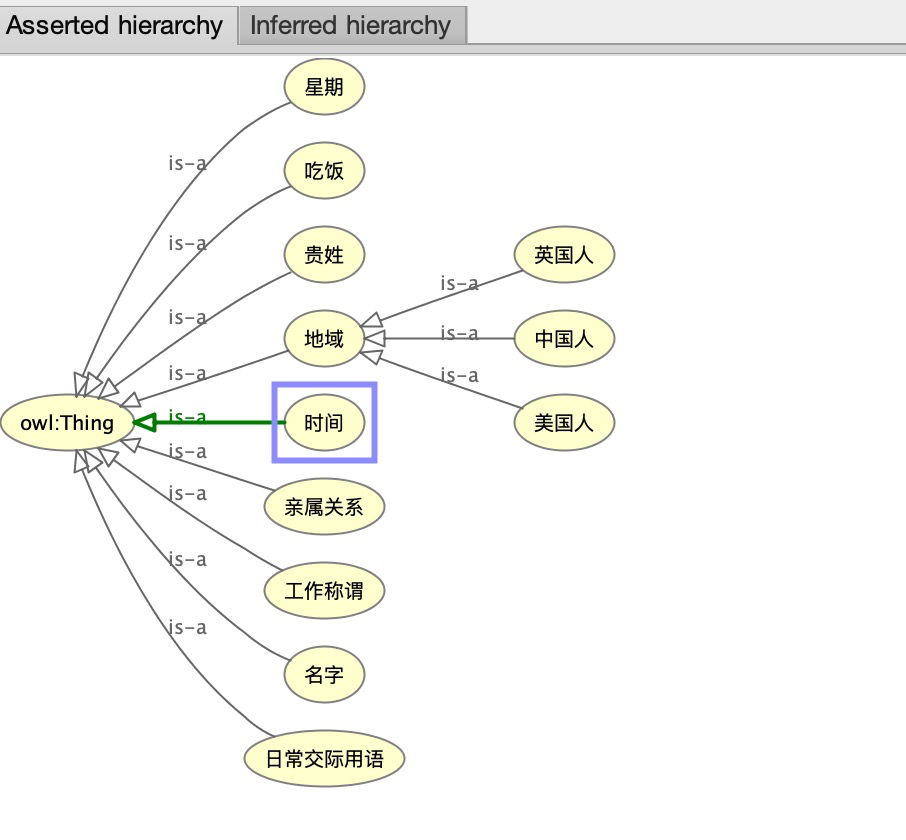 Asserted hierarchy
Inferred hierarchy
星期
is-a
吃饭
is-a
贵姓
英国人
is-a
is-a
地域
is-a
中国人
is-a
is-a
美国人
owl:Thing
is-a
时间
is-a
亲属关系
is-a
工作称谓
is-a
名字
is-a
日常交际用语